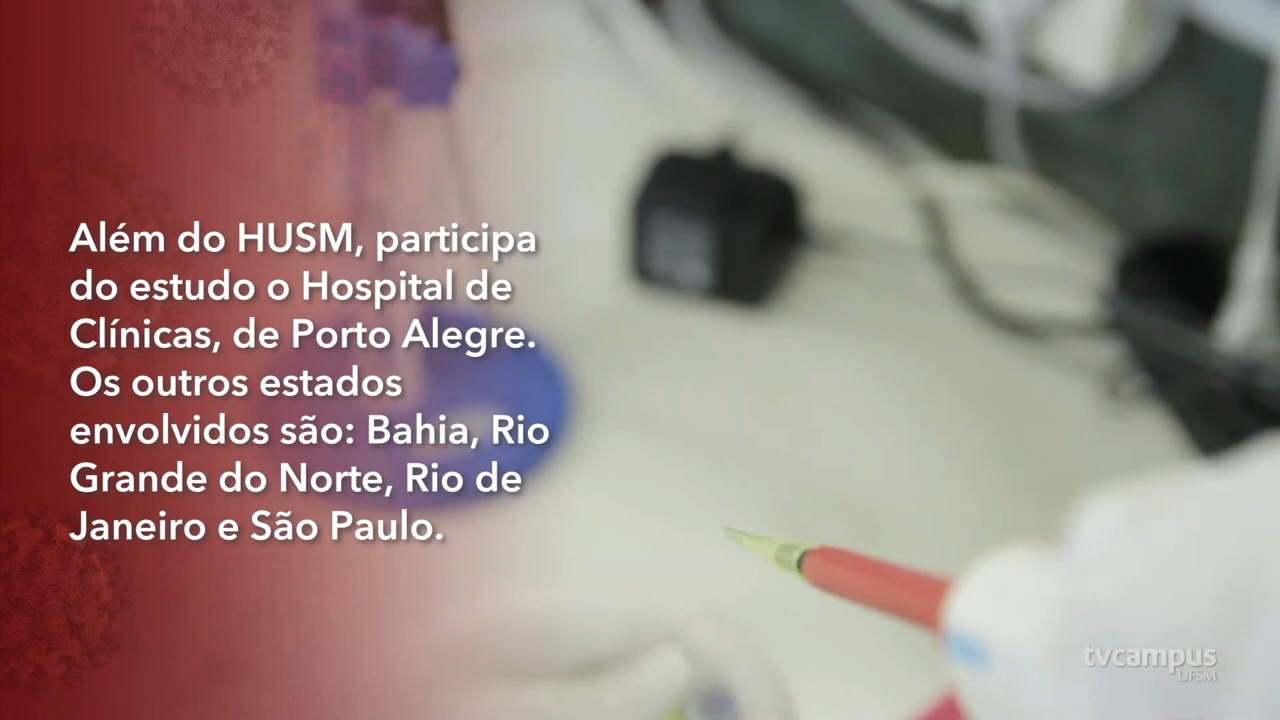 Além do HUSM, participa
do estudo o Hospital de
Clínicas, de Porto Alegre.
Os outros estados
envolvidos são: Bahia, Rio
Grande do Norte, Rio de
Janeiro e São Paulo.
tvcampus
UFSM